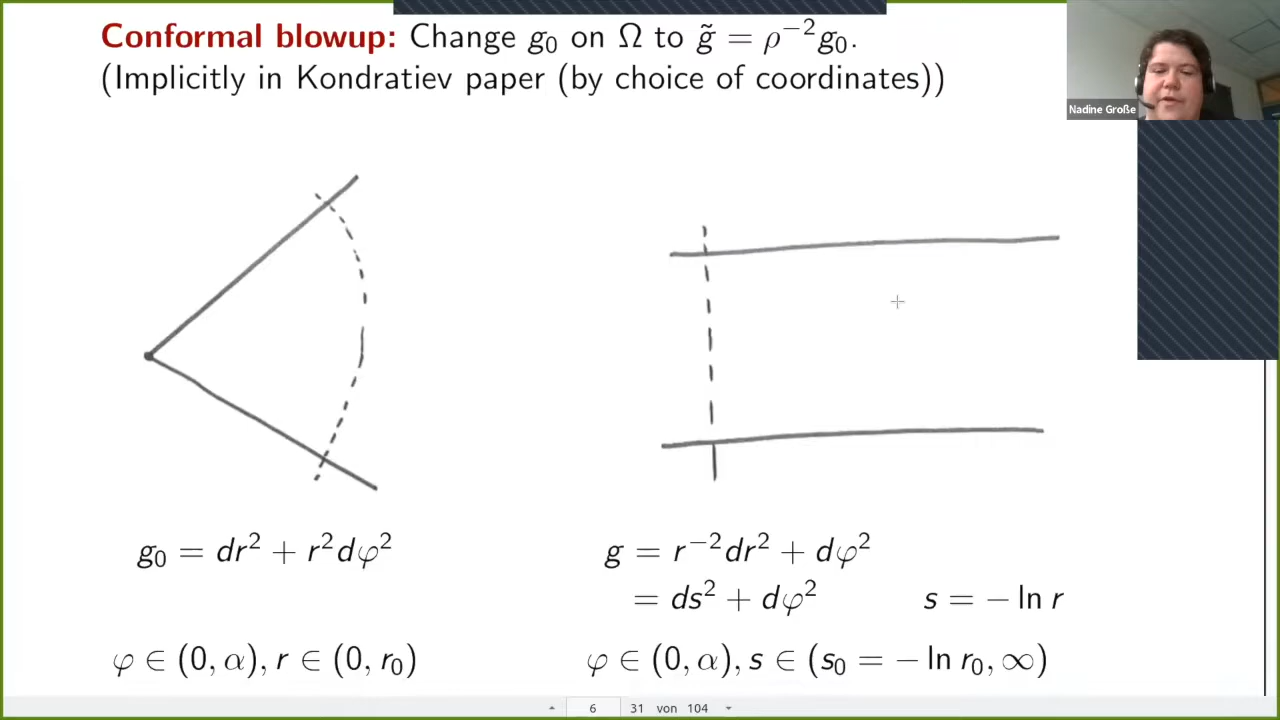 Conformal blowup: Change g₀ on Ω to g̃ = ρ⁻²g₀.
(Implicitly in Kondratiev paper (by choice of coordinates))
Nadine Große
g₀ = dr² + r²dφ²
g = r⁻²dr² + dφ²
= ds² + dφ² s = − ln r
φ ∈ (0, α), r ∈ (0, r₀)
φ ∈ (0, α), s ∈ (s₀ = − ln r₀, ∞)
6 31 von 104